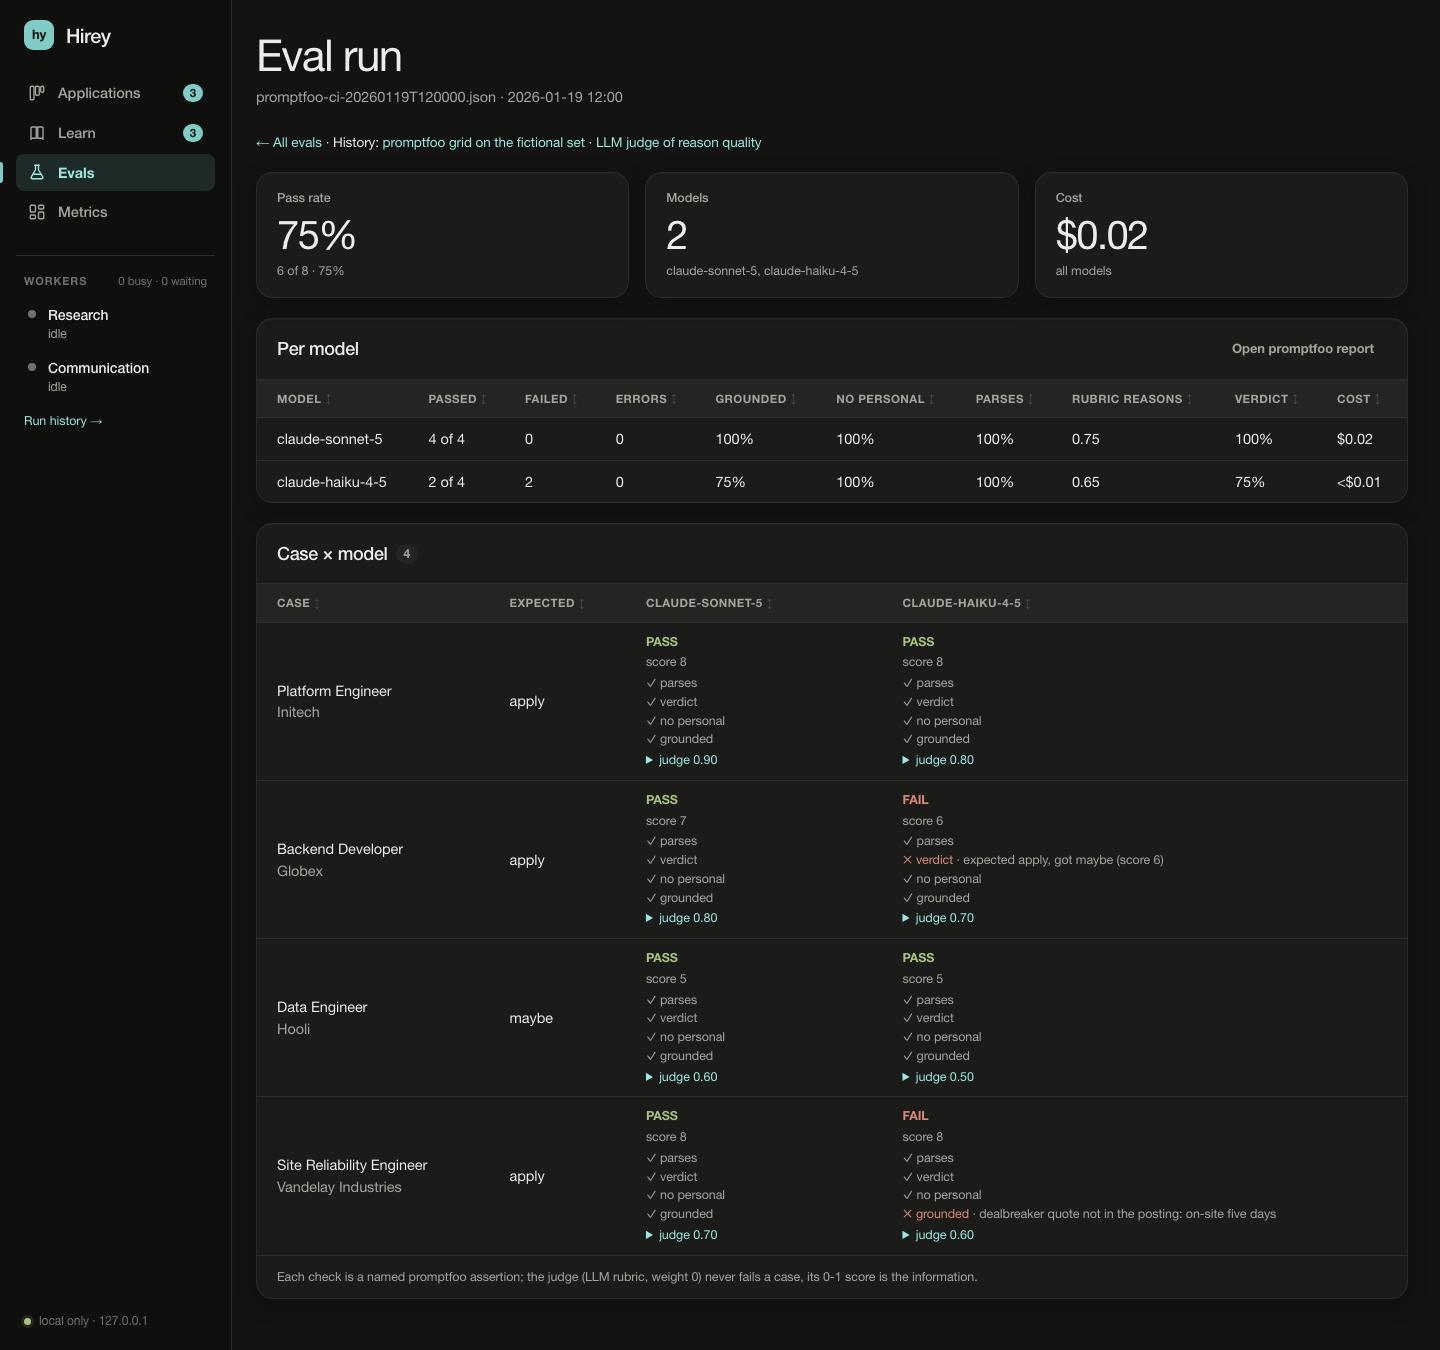 hy Hirey
Applications 3
Learn 3
Evals
Metrics
WORKERS 0 busy · 0 waiting
Research
idle
Communication
idle
Run history →
local only · 127.0.0.1
Eval run
promptfoo-ci-20260119T120000.json · 2026-01-19 12:00
← All evals · History: promptfoo grid on the fictional set · LLM judge of reason quality
Pass rate
75%
6 of 8 · 75%
Models
2
claude-sonnet-5, claude-haiku-4-5
Cost
$0.02
all models
Per model Open promptfoo report
MODEL ↕ PASSED ↕ FAILED ↕ ERRORS ↕ GROUNDED ↕ NO PERSONAL ↕ PARSES ↕ RUBRIC REASONS ↕ VERDICT ↕ COST ↕
claude-sonnet-5 4 of 4 0 0 100% 100% 100% 0.75 100% $0.02
claude-haiku-4-5 2 of 4 2 0 75% 100% 100% 0.65 75% <$0.01
Case × model 4
CASE ↕ EXPECTED ↕ CLAUDE-SONNET-5 ↕ CLAUDE-HAIKU-4-5 ↕
Platform Engineer
Initech
apply
PASS
score 8
✓ parses
✓ verdict
✓ no personal
✓ grounded
▶ judge 0.90
PASS
score 8
✓ parses
✓ verdict
✓ no personal
✓ grounded
▶ judge 0.80
Backend Developer
Globex
apply
PASS
score 7
✓ parses
✓ verdict
✓ no personal
✓ grounded
▶ judge 0.80
FAIL
score 6
✓ parses
✕ verdict · expected apply, got maybe (score 6)
✓ no personal
✓ grounded
▶ judge 0.70
Data Engineer
Hooli
maybe
PASS
score 5
✓ parses
✓ verdict
✓ no personal
✓ grounded
▶ judge 0.60
PASS
score 5
✓ parses
✓ verdict
✓ no personal
✓ grounded
▶ judge 0.50
Site Reliability Engineer
Vandelay Industries
apply
PASS
score 8
✓ parses
✓ verdict
✓ no personal
✓ grounded
▶ judge 0.70
FAIL
score 8
✓ parses
✓ verdict
✓ no personal
✕ grounded · dealbreaker quote not in the posting: on-site five days
▶ judge 0.60
Each check is a named promptfoo assertion; the judge (LLM rubric, weight 0) never fails a case, its 0-1 score is the information.